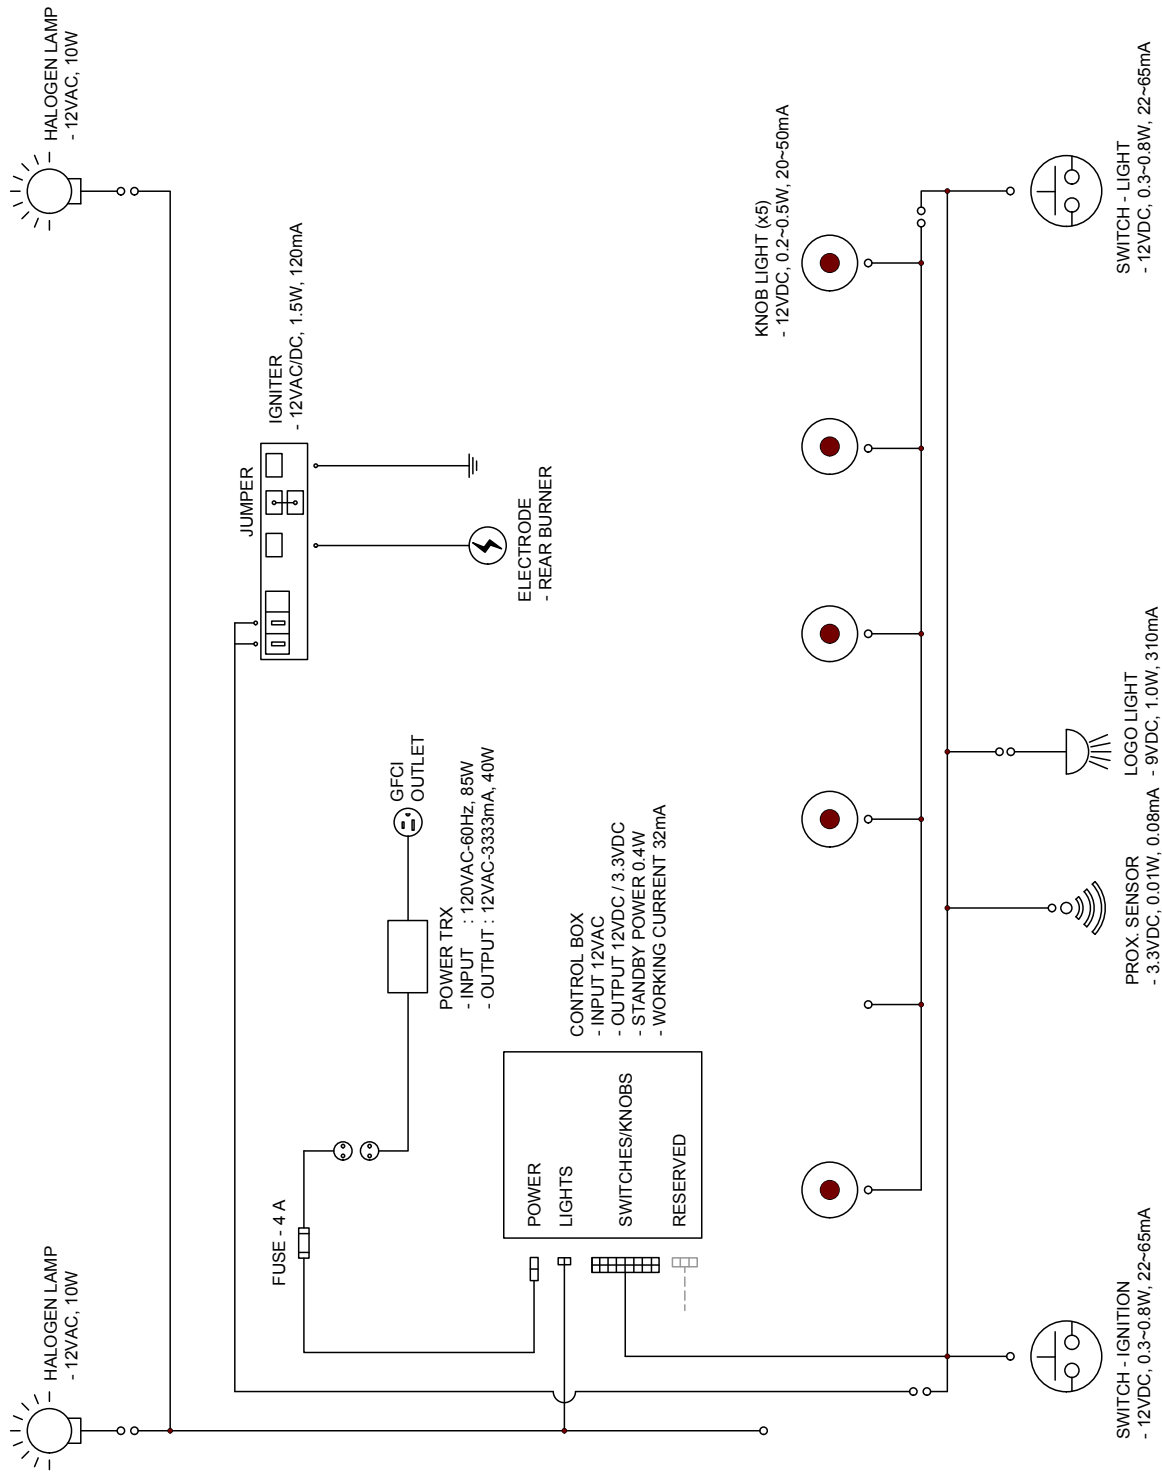 HALOGEN LAMP
- 12VAC, 10W
HALOGEN LAMP
- 12VAC, 10W
FUSE - 4 A
JUMPER
IGNITER
- 12VAC/DC, 1.5W, 120mA
GFCI
OUTLET
POWER TRX
- INPUT : 120VAC-60Hz, 85W
- OUTPUT : 12VAC-3333mA, 40W
ELECTRODE
- REAR BURNER
CONTROL BOX
- INPUT 12VAC
- OUTPUT 12VDC / 3.3VDC
- STANDBY POWER 0.4W
- WORKING CURRENT 32mA
POWER
LIGHTS
SWITCHES/KNOBS
RESERVED
KNOB LIGHT (x5)
- 12VDC, 0.2~0.5W, 20~50mA
SWITCH - IGNITION
- 12VDC, 0.3~0.8W, 22~65mA
PROX. SENSOR
- 3.3VDC, 0.01W, 0.08mA
LOGO LIGHT
- 9VDC, 1.0W, 310mA
SWITCH - LIGHT
- 12VDC, 0.3~0.8W, 22~65mA